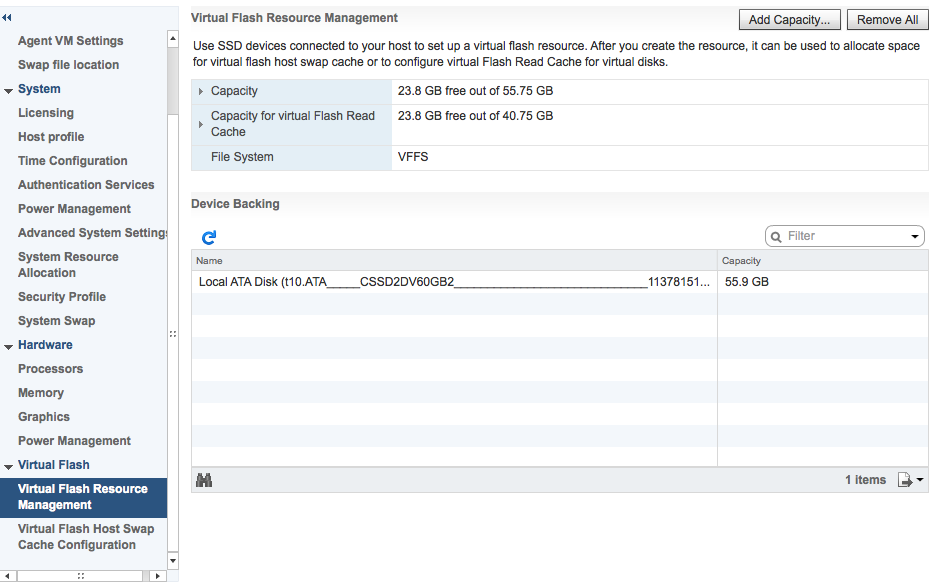 Agent VM Settings
Swap file location
System
Licensing
Host profile
Time Configuration
Authentication Services
Power Management
Advanced System Settings
System Resource
Allocation
Security Profile
System Swap
Hardware
Processors
Memory
Graphics
Power Management
Virtual Flash
Virtual Flash Resource
Management
Virtual Flash Host Swap
Cache Configuration
Virtual Flash Resource Management
Add Capacity... Remove All
Use SSD devices connected to your host to set up a virtual flash resource. After you create the resource, it can be used to allocate space
for virtual flash host swap cache or to configure virtual Flash Read Cache for virtual disks.
Capacity 23.8 GB free out of 55.75 GB
Capacity for virtual Flash Read 23.8 GB free out of 40.75 GB
Cache
File System VFFS
Device Backing
Filter
Name Capacity
Local ATA Disk (t10.ATA_____CSSD2DV60GB2_____________________________11378151... 55.9 GB
1 items